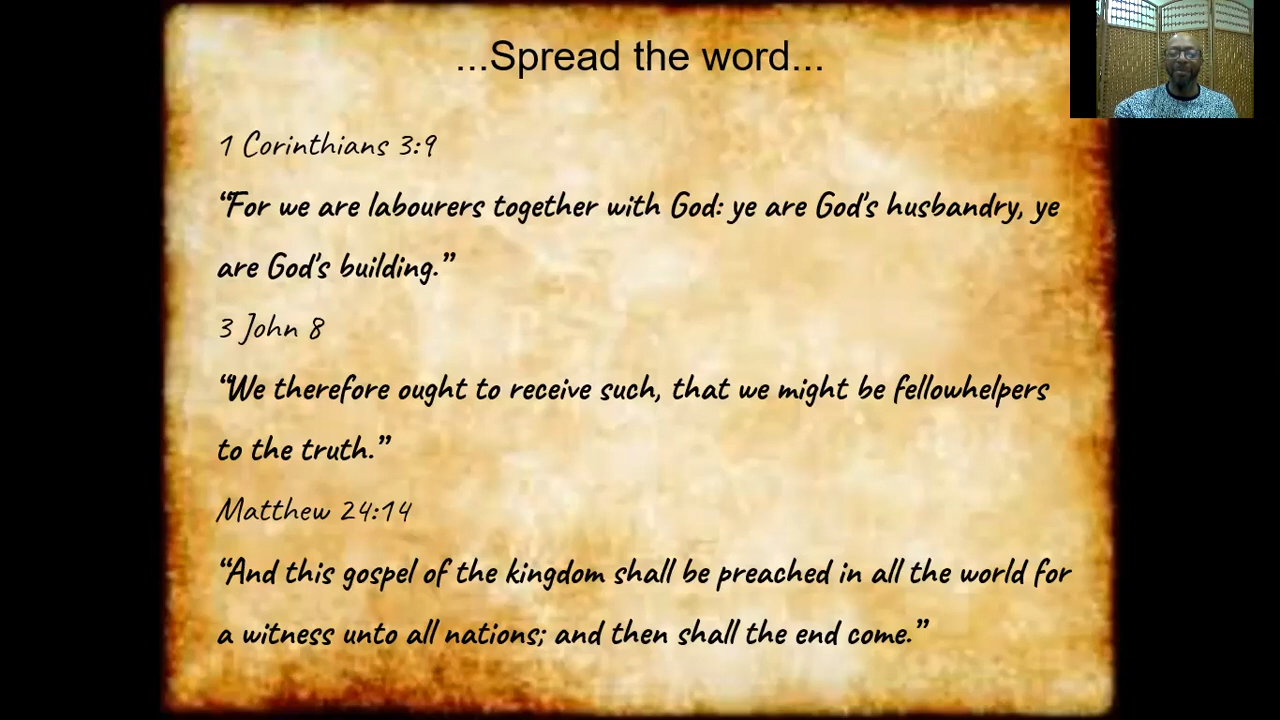 ...Spread the word...
1 Corinthians 3:9
“For we are labourers together with God: ye are God's husbandry, ye
are God's building.”
3 John 8
“We therefore ought to receive such, that we might be fellowhelpers
to the truth.”
Matthew 24:14
“And this gospel of the kingdom shall be preached in all the world for
a witness unto all nations; and then shall the end come.”